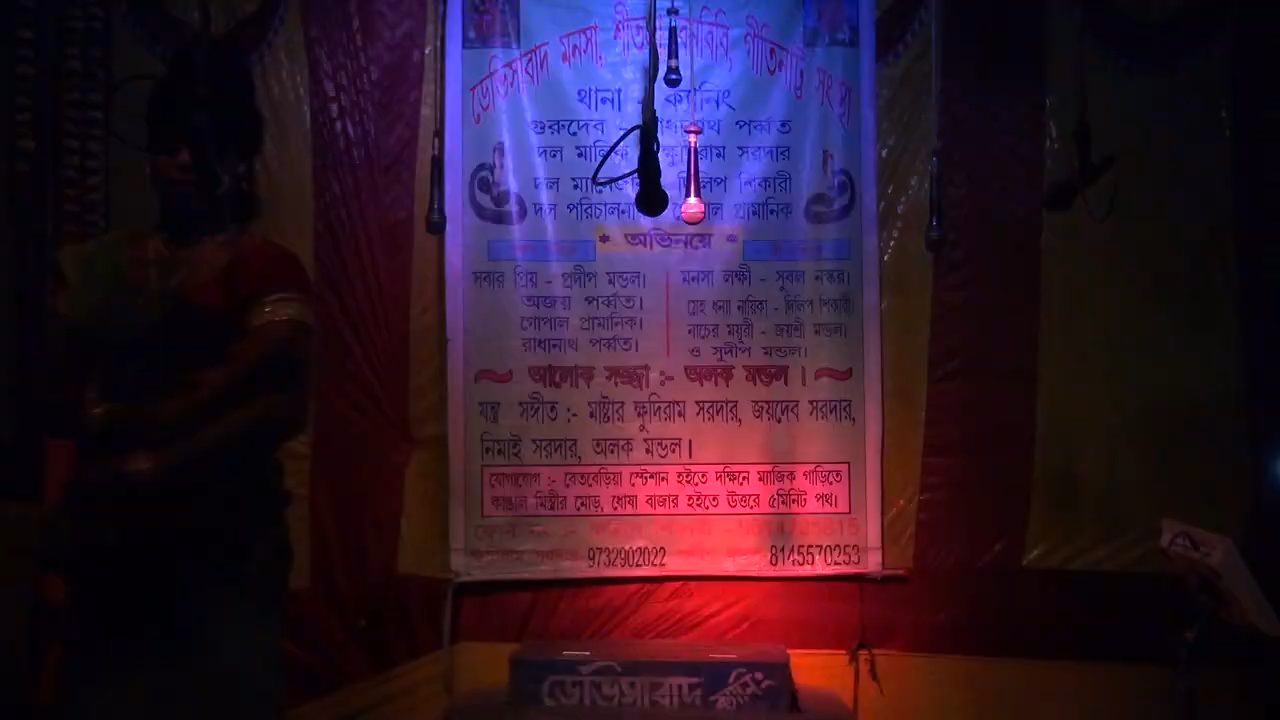 ডেভিসাবাদ মনসা, শীতলা, বনবিবি, গীতিনাট্য সংস্থা
থানা - ক্যানিং
গুরুদেব রাধানাথ পর্ব্বত
দল মালিক ক্ষুদিরাম সরদার
দল ম্যানেজার দিলিপ শিকারী
দল পরিচালনায় গোপাল প্রামানিক
* অভিনয়ে *
সবার প্রিয় - প্রদীপ মন্ডল।
অজয় পর্ব্বত।
গোপাল প্রামানিক।
রাধানাথ পর্ব্বত।
মনসা লক্ষী - সুবল নস্কর।
স্নেহ ধন্যা নায়িকা - দিলিপ শিকারী।
নাচের ময়ূরী - জয়শ্রী মন্ডল।
ও সুদীপ মন্ডল।
আলোক সজ্জা :- অলক মন্ডল।
যন্ত্র সঙ্গীত :- মাষ্টার ক্ষুদিরাম সরদার, জয়দেব সরদার,
নিমাই সরদার, অলক মন্ডল।
যোগাযোগ :- বেতবেড়িয়া স্টেশান হইতে দক্ষিনে ম্যাজিক গাড়িতে
কাঙ্গাল মিস্ত্রীর মোড়, ধোষা বাজার হইতে উত্তরে ৫মিনিট পথ।
9732902022 8145570253
ডেভিসাবাদ ক্যানিং